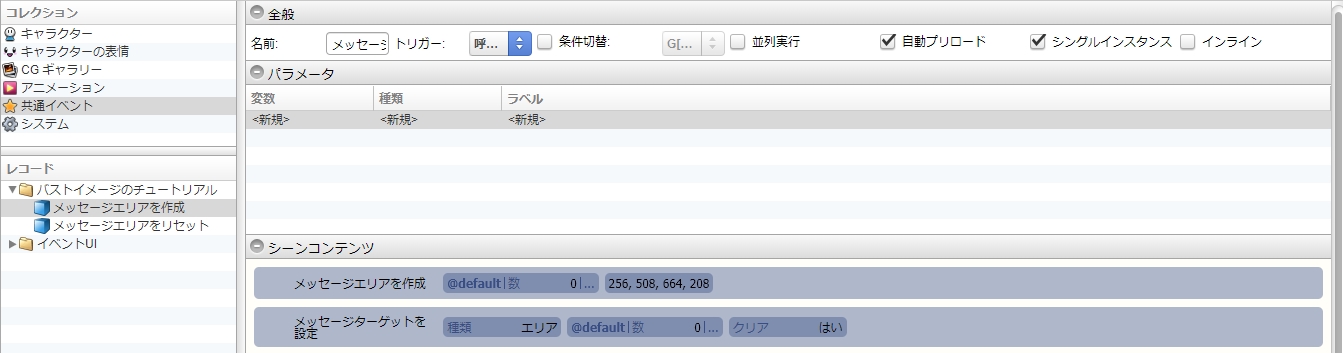 コレクション
キャラクター
キャラクターの表情
CG ギャラリー
アニメーション
共通イベント
システム
レコード
バストイメージのチュートリアル
メッセージエリアを作成
メッセージエリアをリセット
イベントUI
全般
名前: メッセージ トリガー: 呼... 条件切替: G[... 並列実行 自動プリロード シングルインスタンス インライン
パラメータ
変数 種類 ラベル
<新規> <新規> <新規>
シーンコンテンツ
メッセージエリアを作成 @default|数 0|... 256, 508, 664, 208
メッセージターゲットを
設定 種類 エリア @default|数 0|... クリア はい